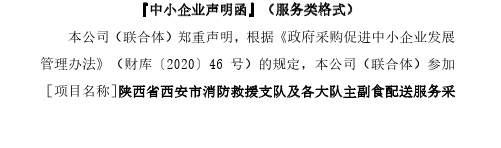 『中小企业声明函』（服务类格式）
本公司（联合体）郑重声明，根据《政府采购促进中小企业发展
管理办法》（财库〔2020〕46 号）的规定，本公司（联合体）参加
[项目名称]陕西省西安市消防救援支队及各大队主副食配送服务采